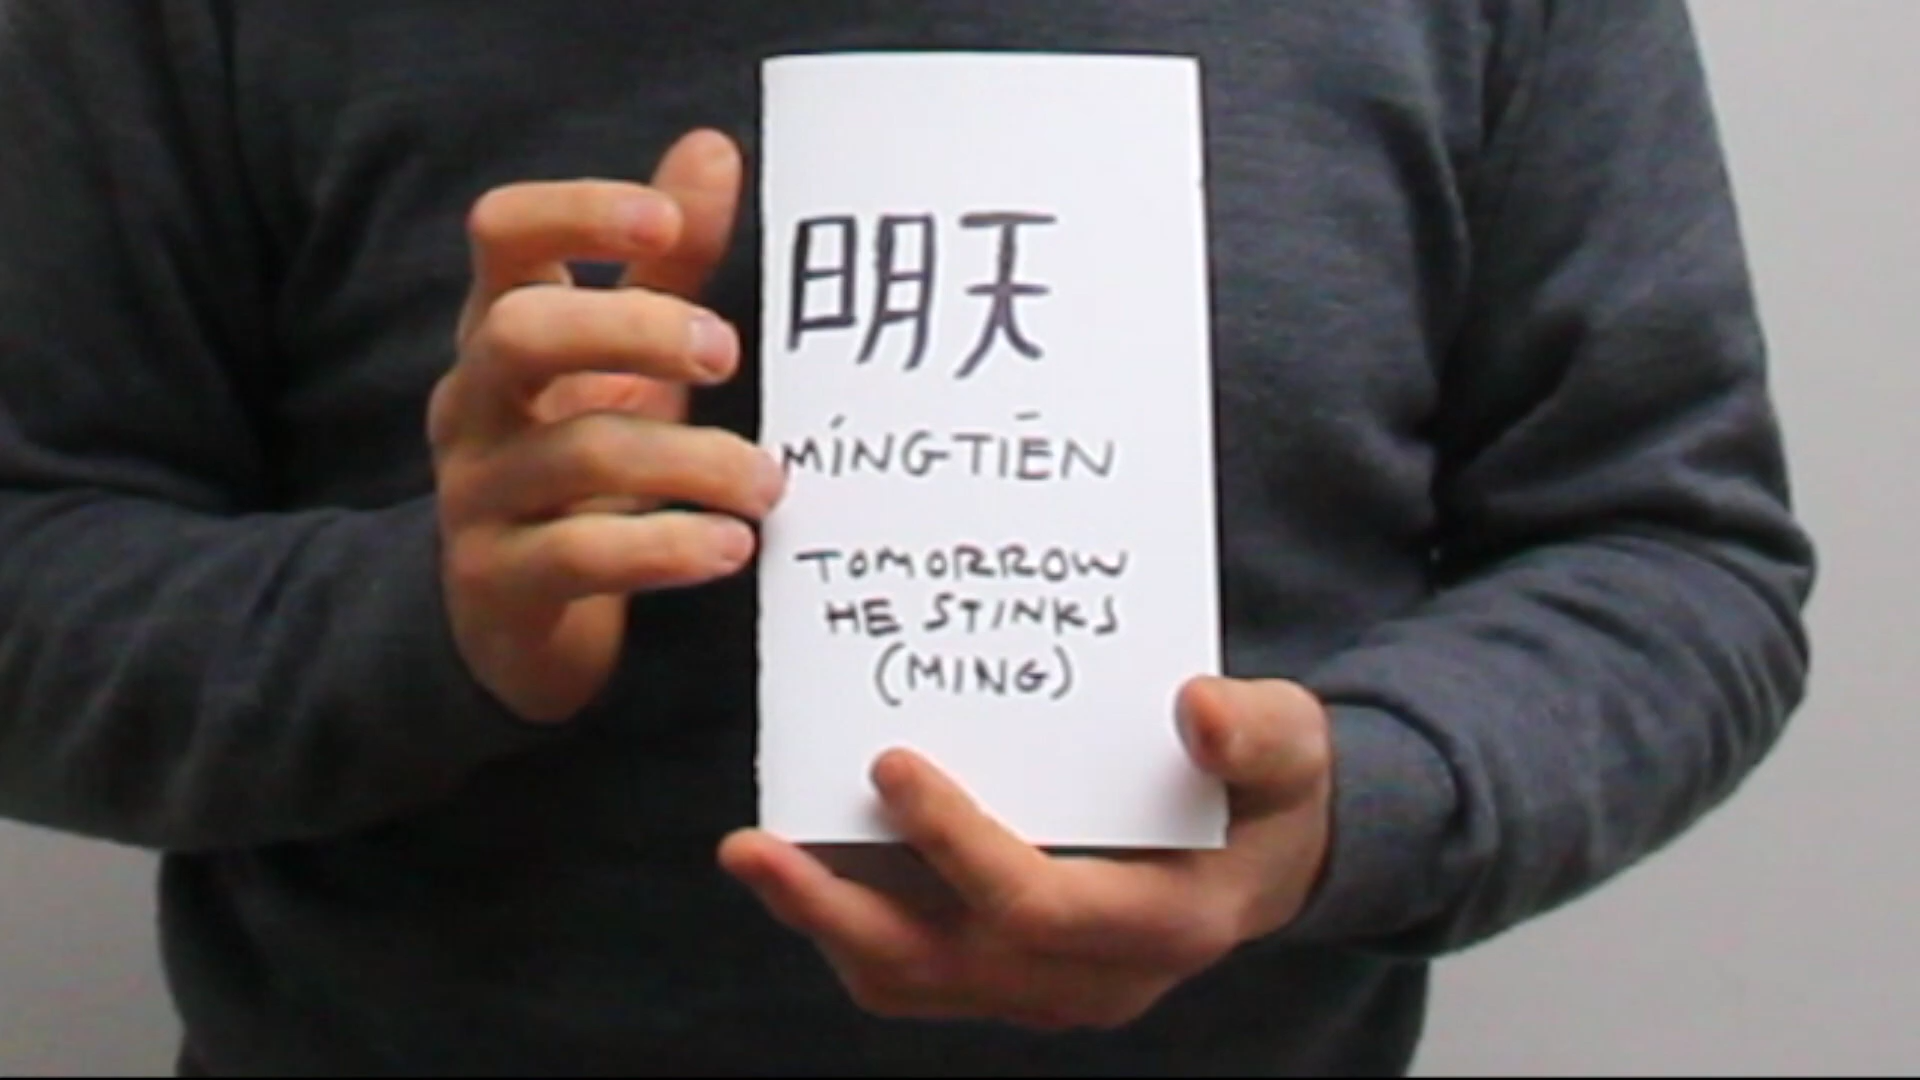 明天
MÍNGTIĒN
TOMORROW
HE STINKS
(MING)